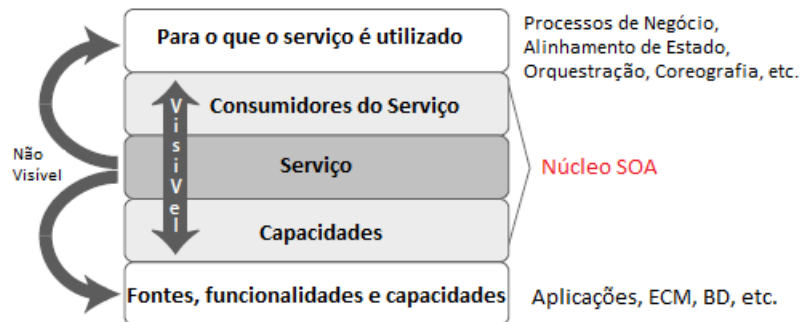 Para o que o serviço é utilizado
Processos de Negócio,
Alinhamento de Estado,
Orquestração, Coreografia, etc.
Consumidores do Serviço
VisiVel
Não
Visível
Serviço
Núcleo SOA
Capacidades
Fontes, funcionalidades e capacidades
Aplicações, ECM, BD, etc.